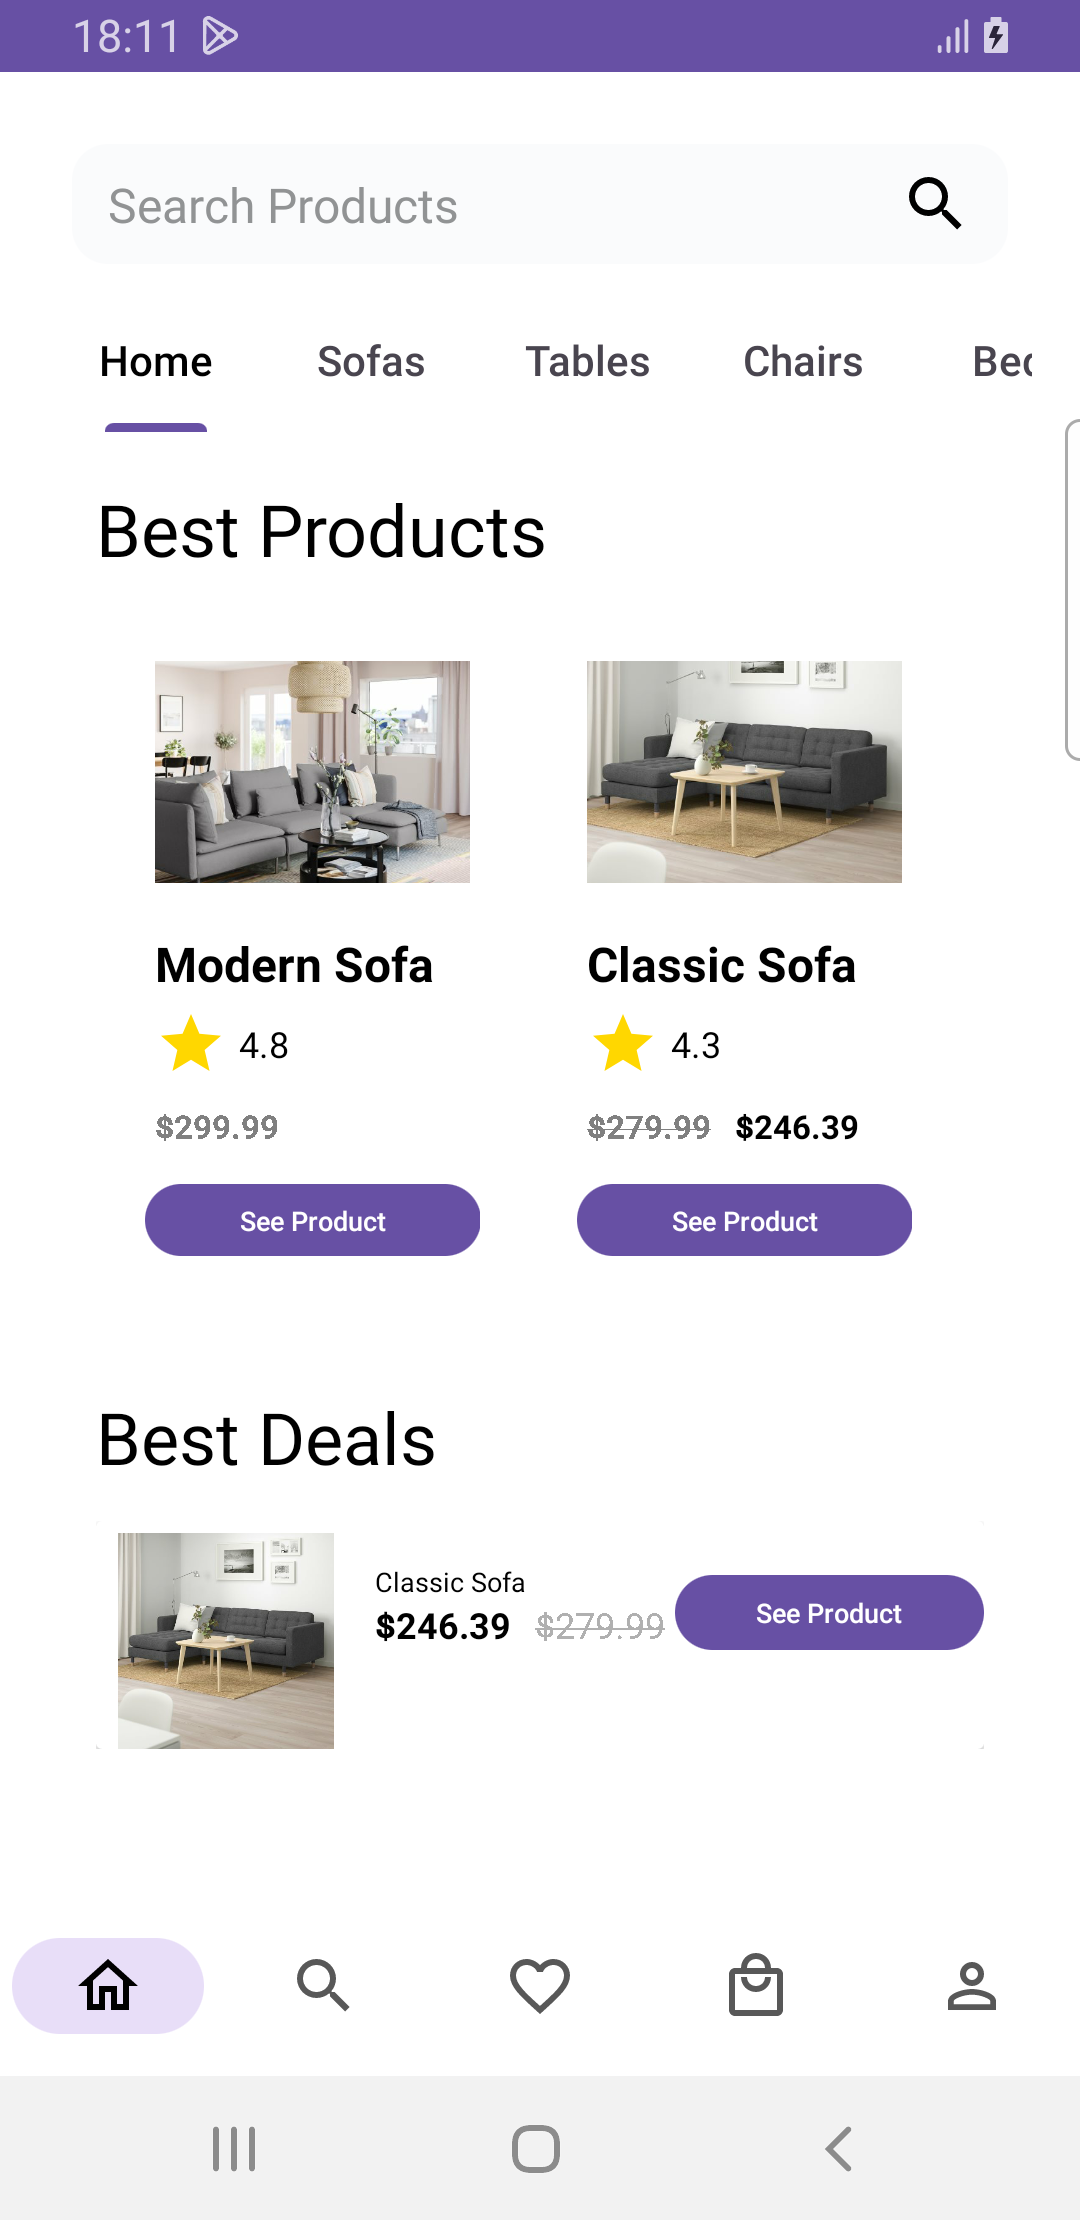 18:11
Search Products
Home Sofas Tables Chairs
Best Products
Modern Sofa Classic Sofa
4.8 4.3
$299.99 $279.99 $246.39
See Product See Product
Best Deals
Classic Sofa
$246.39 $279.99 See Product